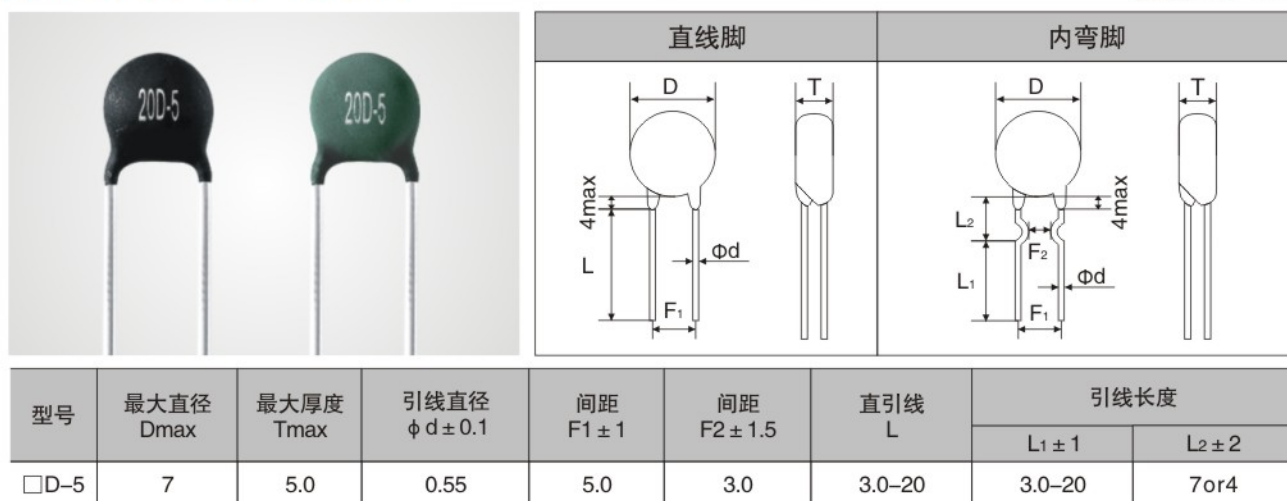 20D-5
20D-5
直线脚
内弯脚
D
T
4max
L
Φd
F₁
D
T
4max
L₂
F₂
L₁
Φd
F₁
型号
最大直径
Dmax
最大厚度
Tmax
引线直径
ϕd±0.1
间距
F1±1
间距
F2±1.5
直引线
L
引线长度
L₁±1
L₂±2
□D-5
7
5.0
0.55
5.0
3.0
3.0-20
3.0-20
7or4